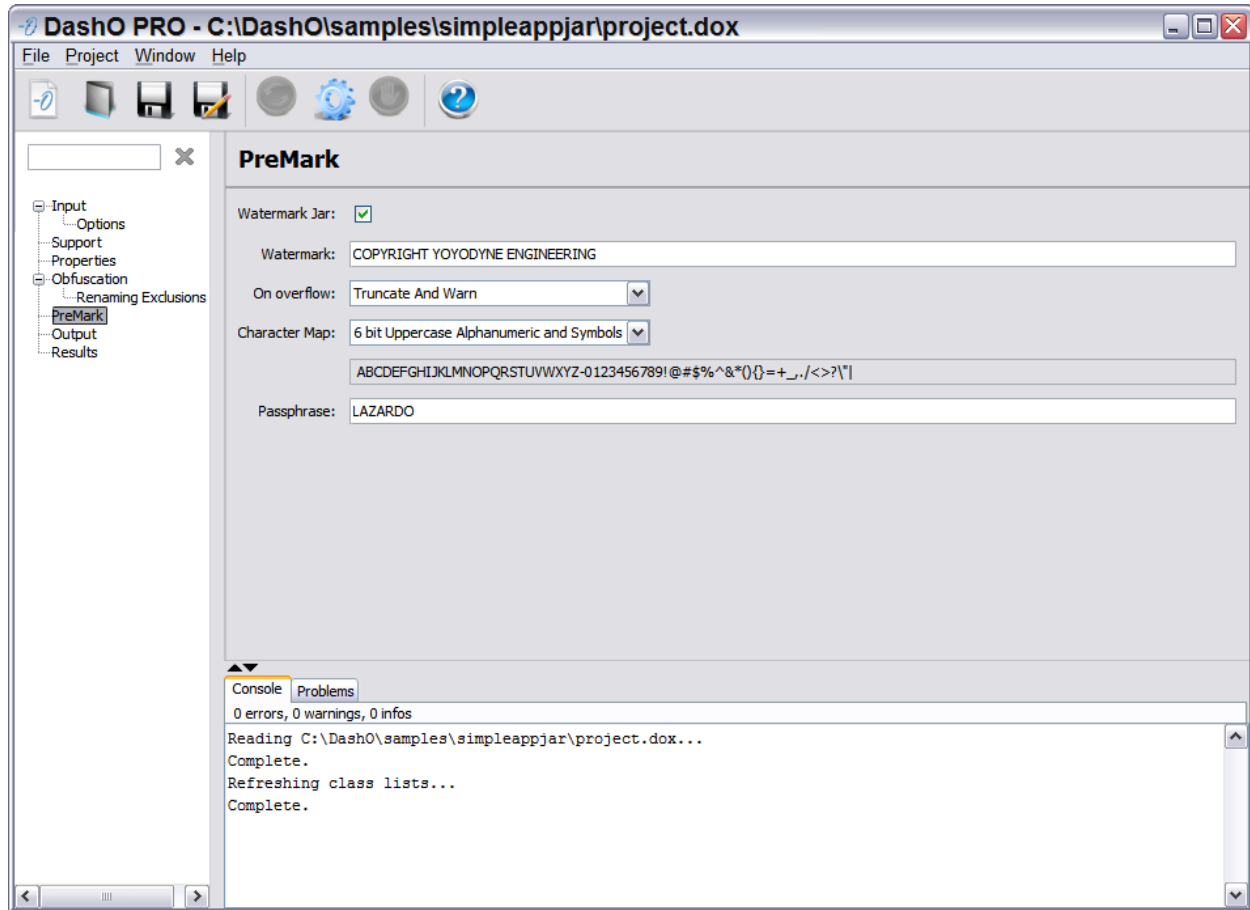 DashO PRO - C:\DashO\samples\simpleappjar\project.dox
File Project Window Help
PreMark
Input
Options
Support
Properties
Obfuscation
Renaming Exclusions
PreMark
Output
Results
Watermark Jar:
Watermark: COPYRIGHT YOYODYNE ENGINEERING
On overflow: Truncate And Warn
Character Map: 6 bit Uppercase Alphanumeric and Symbols
ABCDEFGHIJKLMNOPQRSTUVWXYZ-0123456789!@#$%^&*(){}=+_,./<>?\"|
Passphrase: LAZARDO
Console Problems
0 errors, 0 warnings, 0 infos
Reading C:\DashO\samples\simpleappjar\project.dox...
Complete.
Refreshing class lists...
Complete.